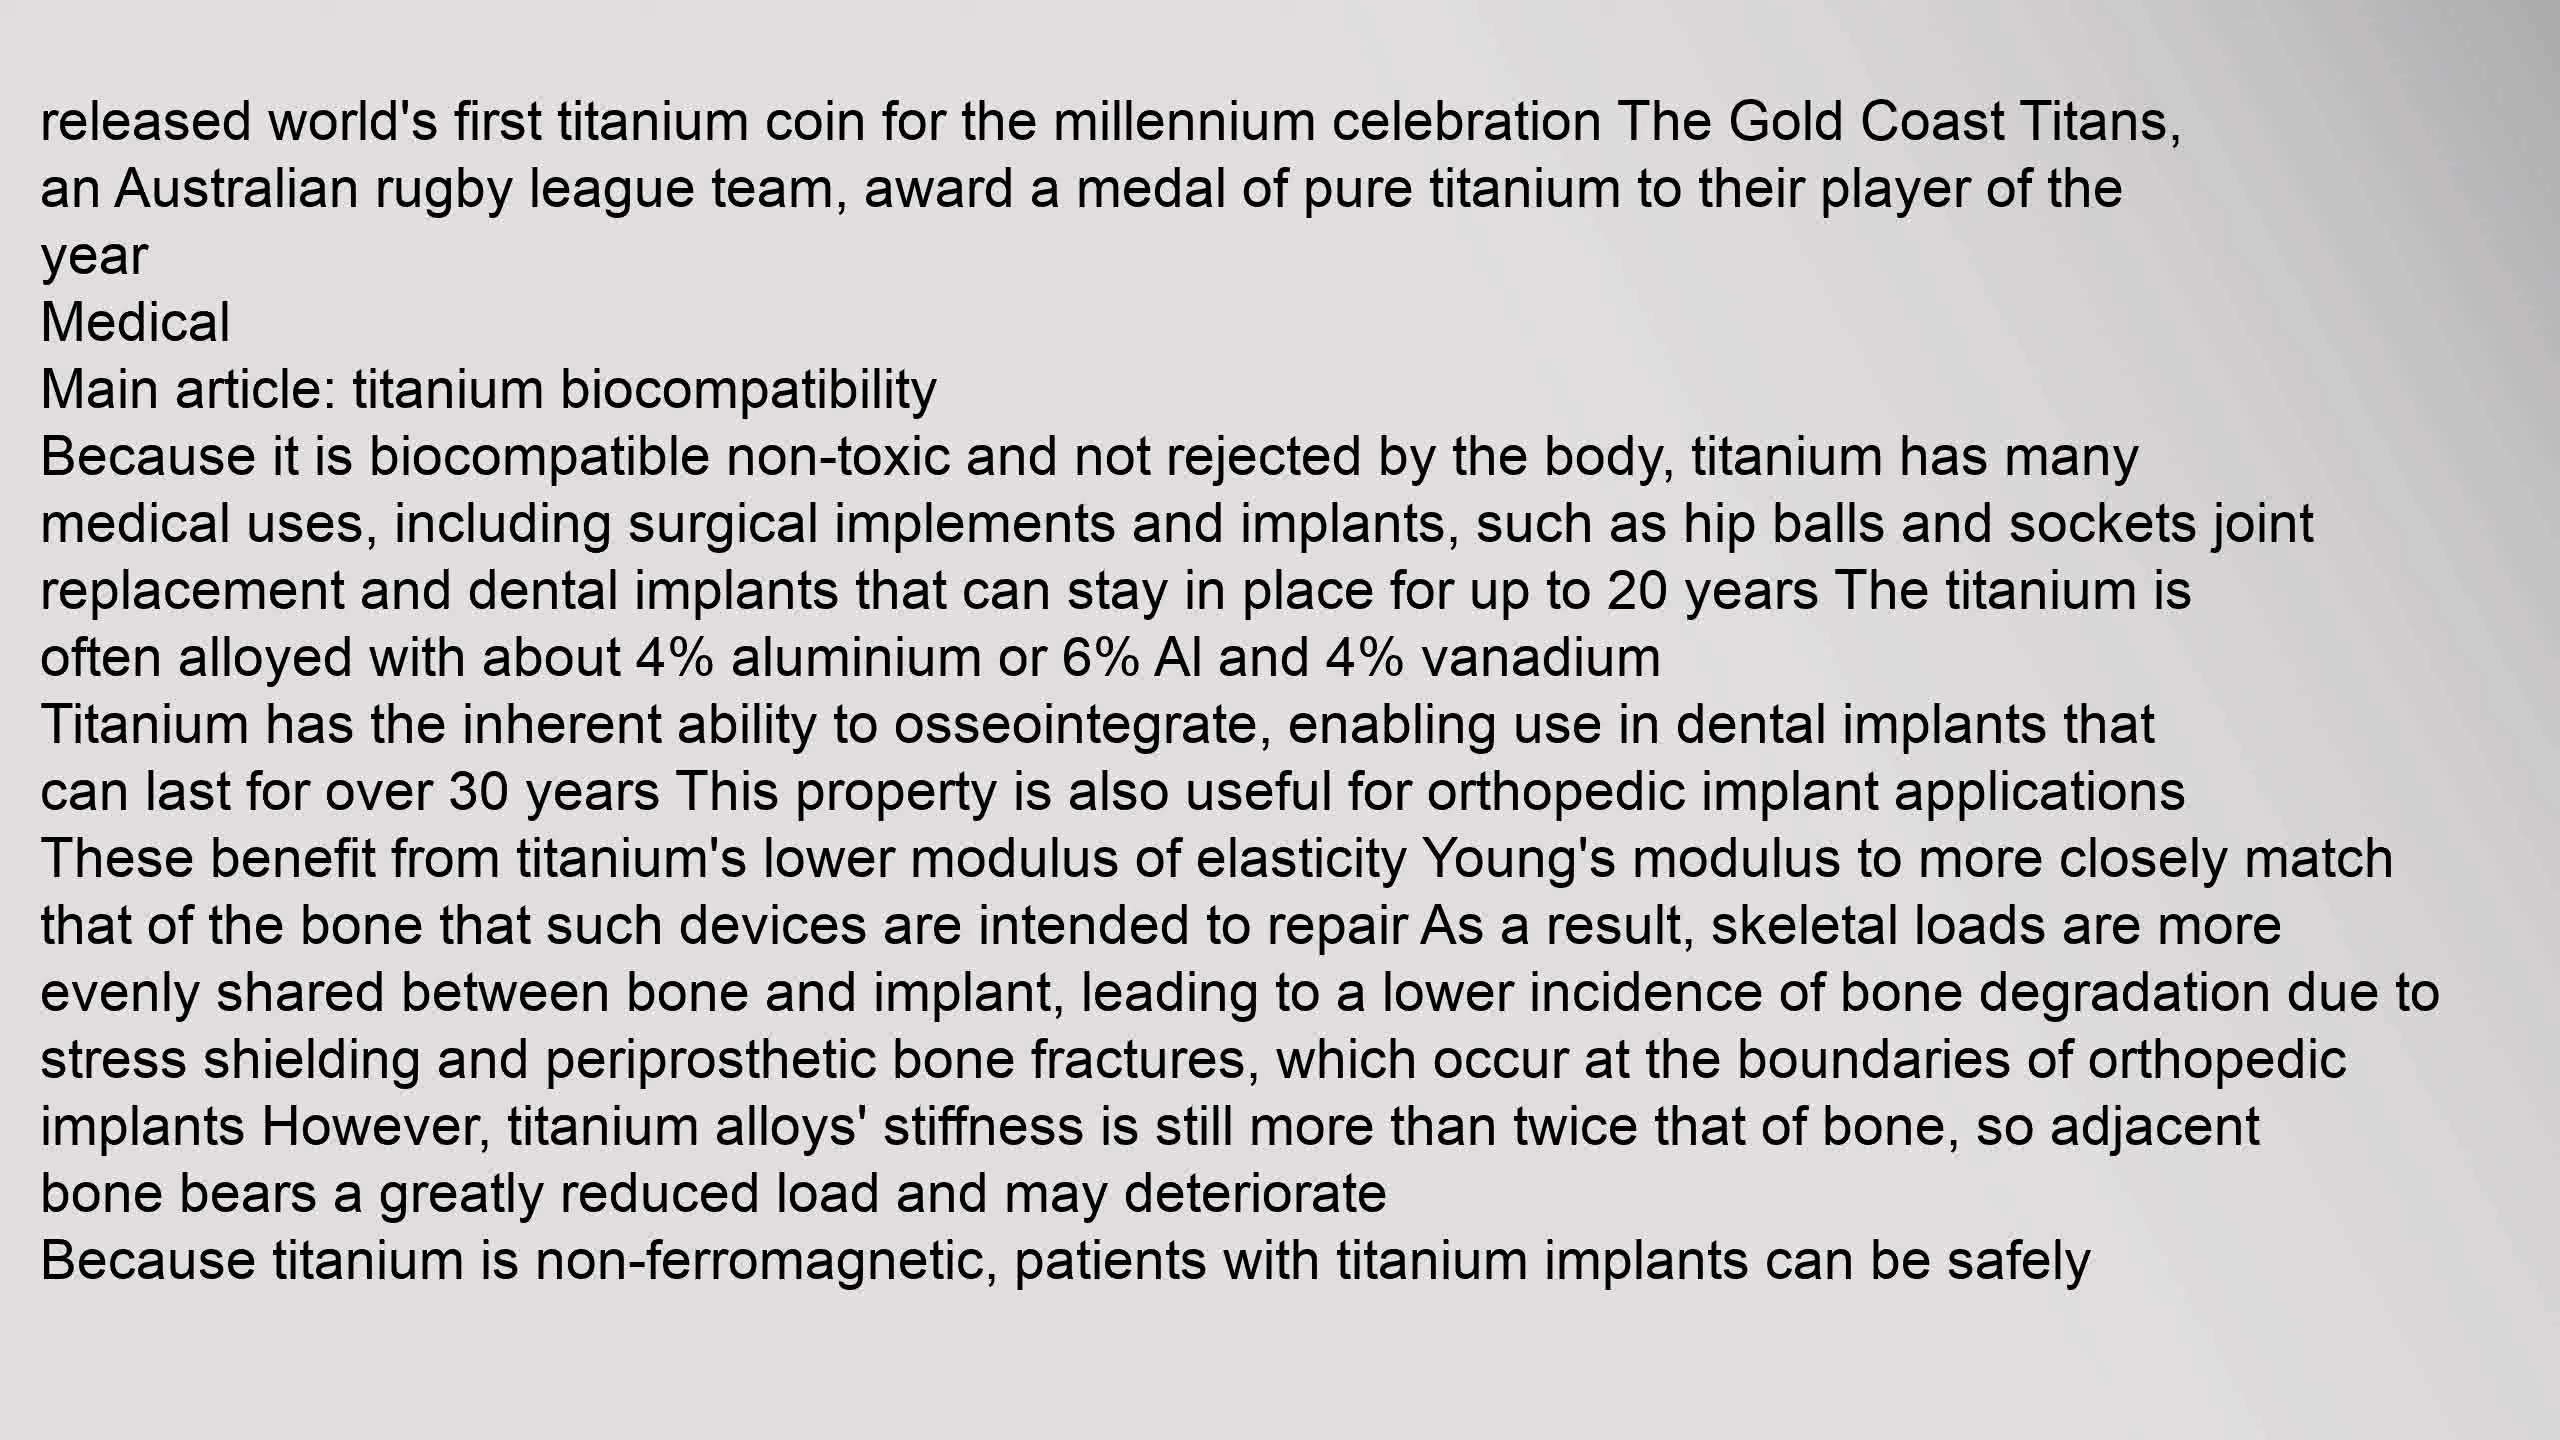 released world's first titanium coin for the millennium celebration The Gold Coast Titans,
an Australian rugby league team, award a medal of pure titanium to their player of the
year
Medical
Main article: titanium biocompatibility
Because it is biocompatible non-toxic and not rejected by the body, titanium has many
medical uses, including surgical implements and implants, such as hip balls and sockets joint
replacement and dental implants that can stay in place for up to 20 years The titanium is
often alloyed with about 4% aluminium or 6% Al and 4% vanadium
Titanium has the inherent ability to osseointegrate, enabling use in dental implants that
can last for over 30 years This property is also useful for orthopedic implant applications
These benefit from titanium's lower modulus of elasticity Young's modulus to more closely match
that of the bone that such devices are intended to repair As a result, skeletal loads are more
evenly shared between bone and implant, leading to a lower incidence of bone degradation due to
stress shielding and periprosthetic bone fractures, which occur at the boundaries of orthopedic
implants However, titanium alloys' stiffness is still more than twice that of bone, so adjacent
bone bears a greatly reduced load and may deteriorate
Because titanium is non-ferromagnetic, patients with titanium implants can be safely